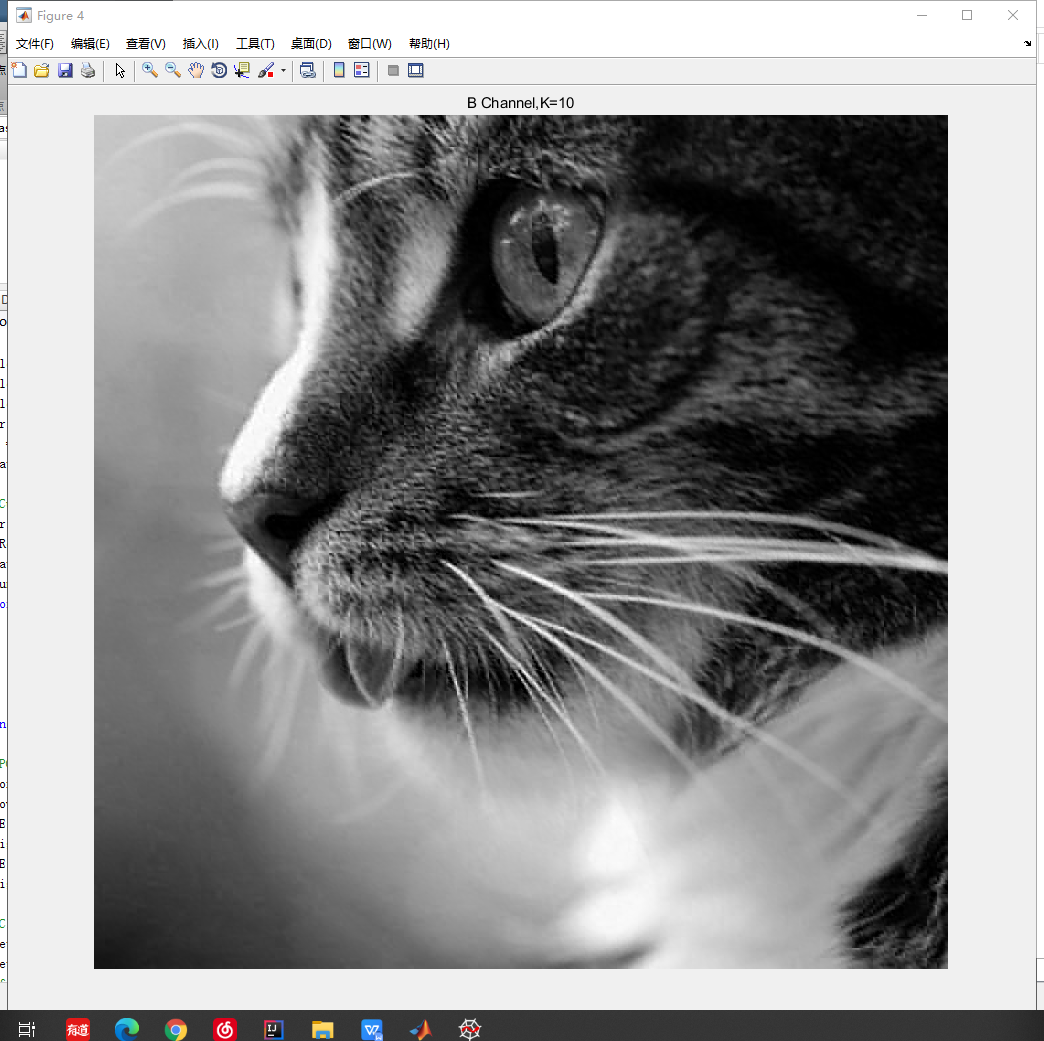 Figure 4
文件(F) 编辑(E) 查看(V) 插入(I) 工具(T) 桌面(D) 窗口(W) 帮助(H)
B Channel,K=10
有道
IJ